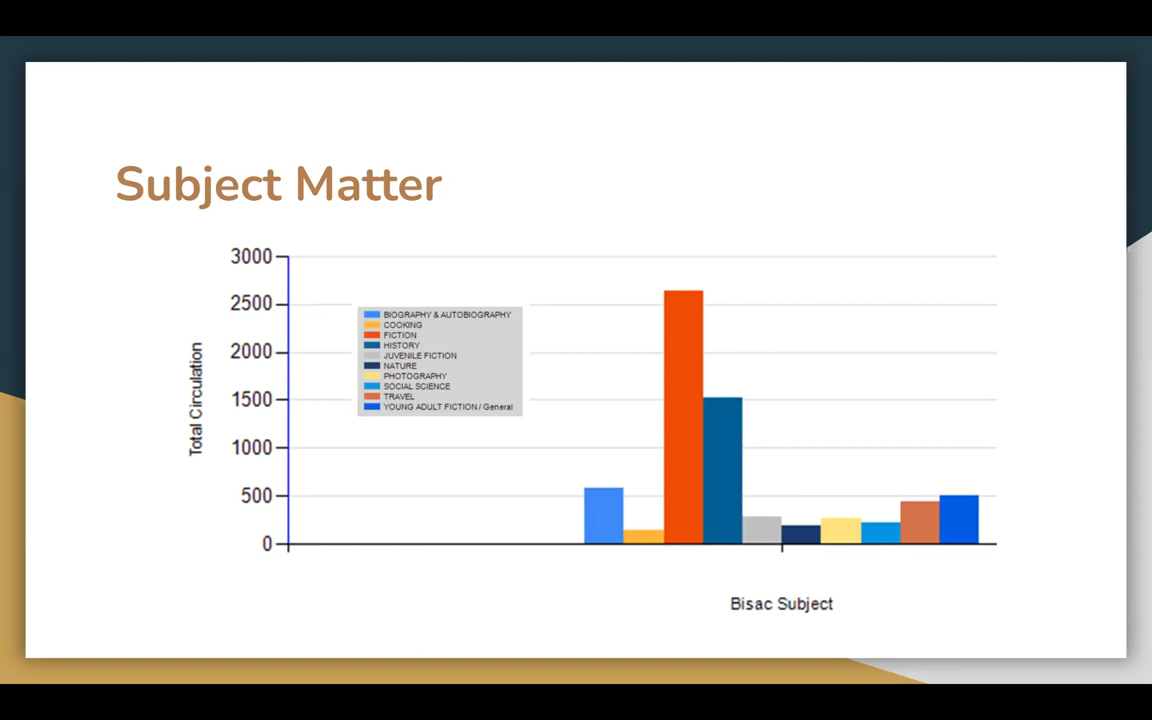 Subject Matter
3000
2500
2000
1500
1000
500
0
Total Circulation
BIOGRAPHY & AUTOBIOGRAPHY
COOKING
FICTION
HISTORY
JUVENILE FICTION
NATURE
PHOTOGRAPHY
SOCIAL SCIENCE
TRAVEL
YOUNG ADULT FICTION / General
Bisac Subject